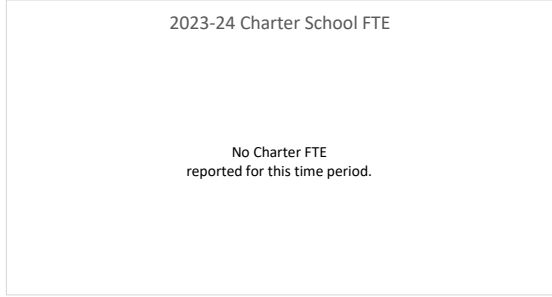 2023-24 Charter School FTE
No Charter FTE
reported for this time period.